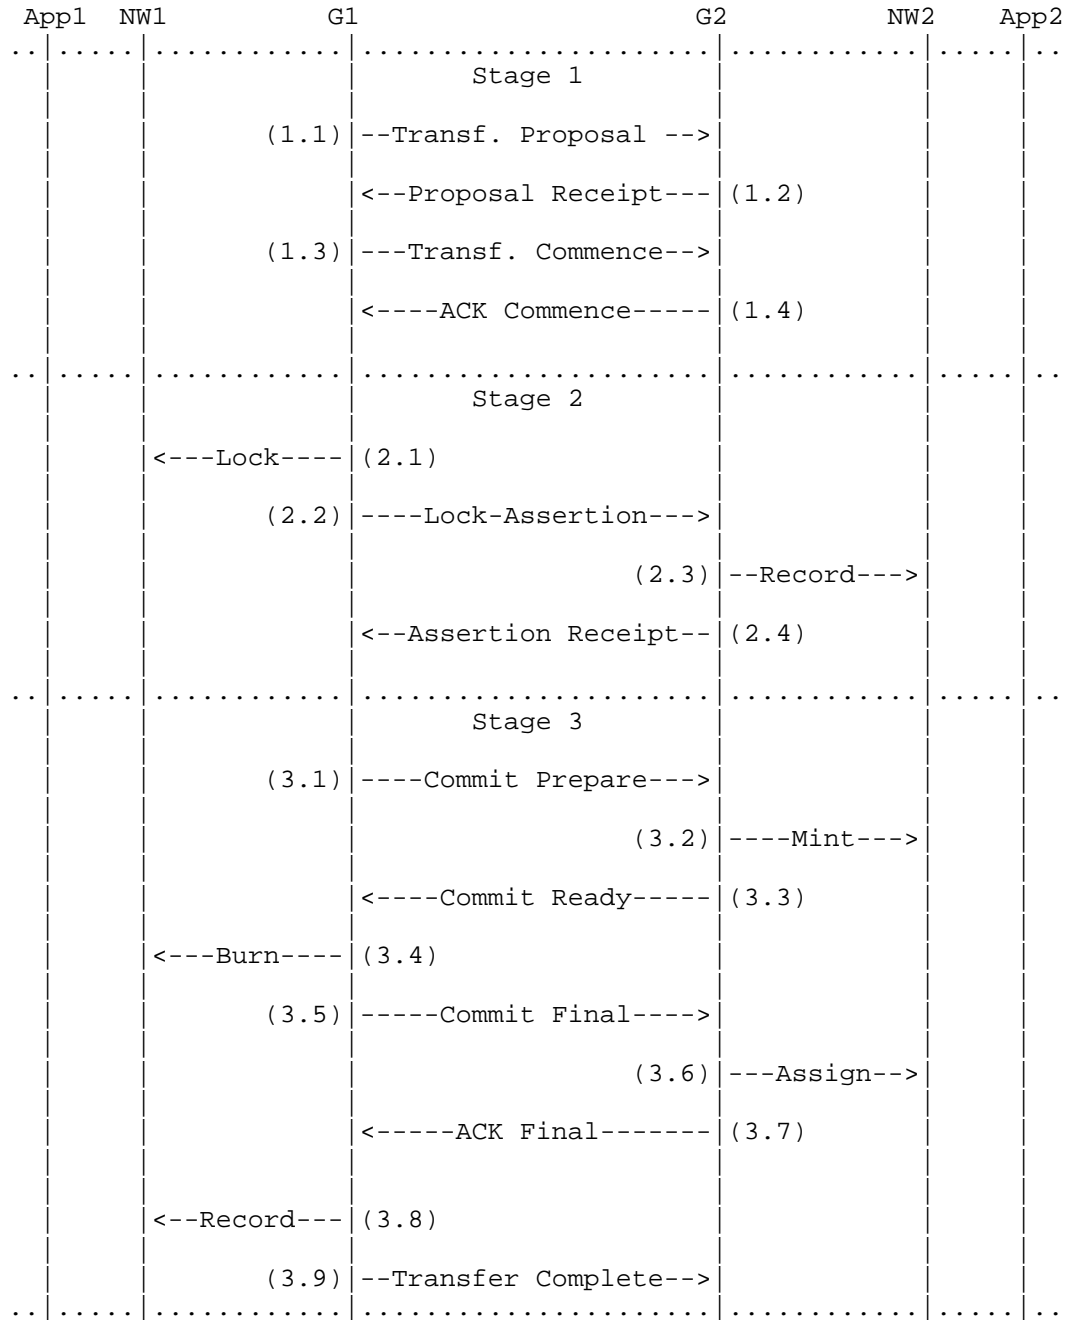 App1 NW1 G1 G2 NW2 App2
Stage 1
(1.1) --Transf. Proposal -->
<--Proposal Receipt--- (1.2)
(1.3) ---Transf. Commence-->
<----ACK Commence----- (1.4)
Stage 2
<---Lock---- (2.1)
(2.2) ----Lock-Assertion--->
(2.3) --Record--->
<--Assertion Receipt-- (2.4)
Stage 3
(3.1) ----Commit Prepare--->
(3.2) ----Mint--->
<----Commit Ready----- (3.3)
<---Burn---- (3.4)
(3.5) -----Commit Final---->
(3.6) ---Assign-->
<-----ACK Final------- (3.7)
<--Record--- (3.8)
(3.9) --Transfer Complete-->